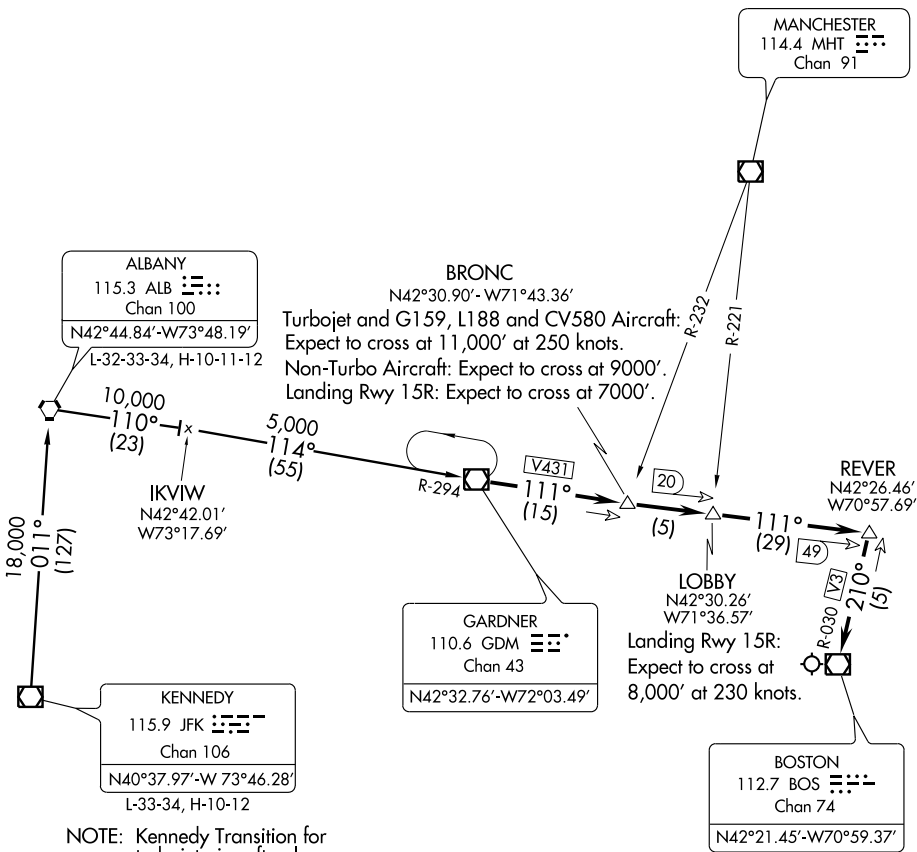 MANCHESTER
114.4 MHT
Chan 91
ALBANY
115.3 ALB
Chan 100
N42°44.84′-W73°48.19′
L-32-33-34, H-10-11-12
BRONC
N42°30.90′- W71°43.36′
Turbojet and G159, L188 and CV580 Aircraft:
Expect to cross at 11,000′ at 250 knots.
Non-Turbo Aircraft: Expect to cross at 9000′.
Landing Rwy 15R: Expect to cross at 7000′.
R-232
R-221
10,000
110°
(23)
IKVIW
N42°42.01′
W73°17.69′
5,000
114°
(55)
R-294
V431
111°
(15)
20
(5)
111°
(29)
49
REVER
N42°26.46′
W70°57.69′
18,000
011°
(127)
LOBBY
N42°30.26′
W71°36.57′
Landing Rwy 15R:
Expect to cross at
8,000′ at 230 knots.
R-030
V3
210°
(5)
GARDNER
110.6 GDM
Chan 43
N42°32.76′-W72°03.49′
KENNEDY
115.9 JFK
Chan 106
N40°37.97′-W 73°46.28′
L-33-34, H-10-12
BOSTON
112.7 BOS
Chan 74
N42°21.45′-W70°59.37′
NOTE: Kennedy Transition for